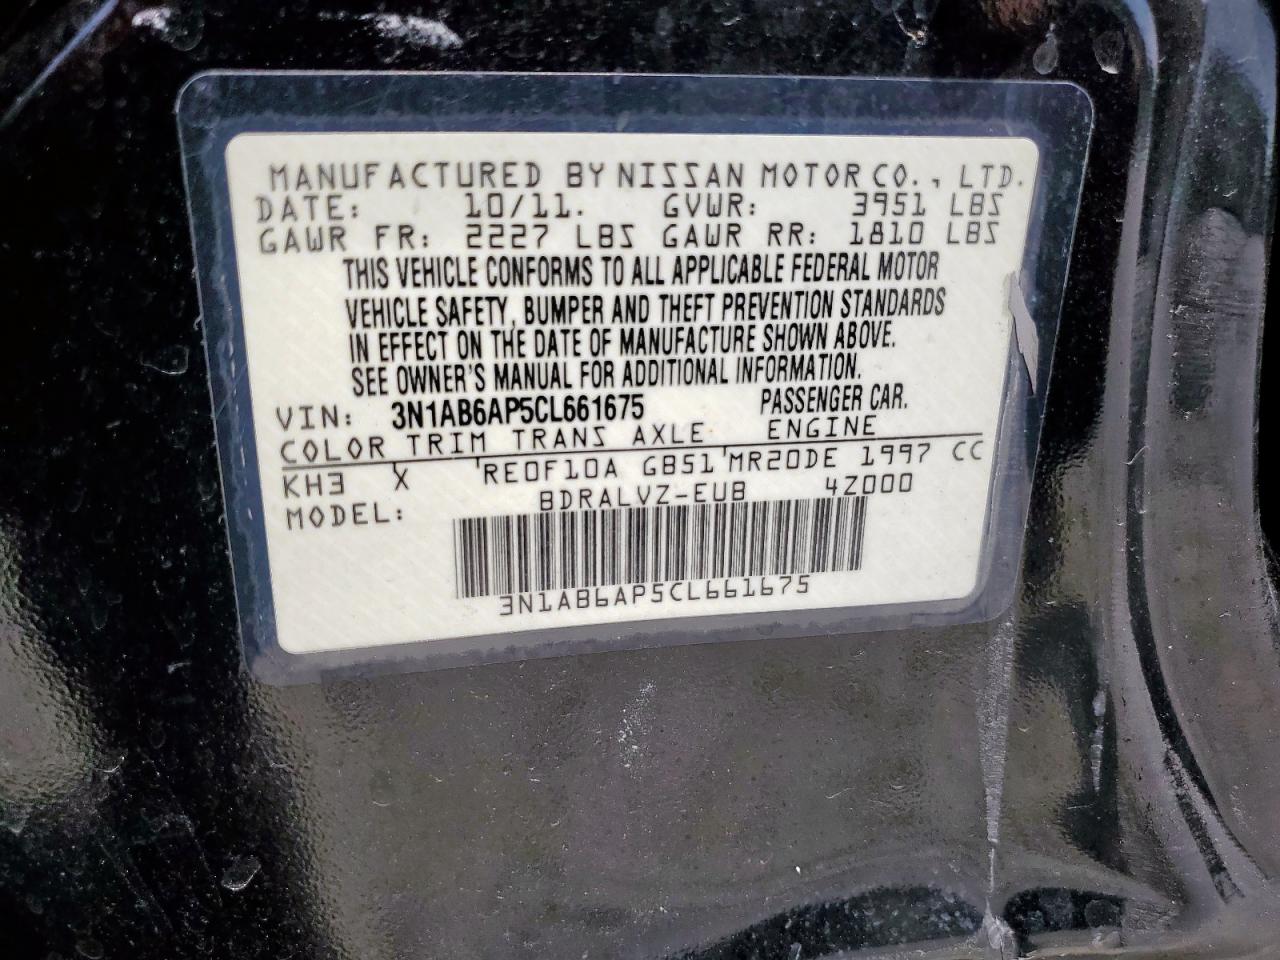 MANUFACTURED BY NISSAN MOTOR CO., LTD.
DATE: 10/11. GVWR: 3951 LBS
GAWR FR: 2227 LBS GAWR RR: 1810 LBS
THIS VEHICLE CONFORMS TO ALL APPLICABLE FEDERAL MOTOR
VEHICLE SAFETY, BUMPER AND THEFT PREVENTION STANDARDS
IN EFFECT ON THE DATE OF MANUFACTURE SHOWN ABOVE.
SEE OWNER'S MANUAL FOR ADDITIONAL INFORMATION.
VIN: 3N1AB6AP5CL661675 PASSENGER CAR.
COLOR TRIM TRANS AXLE ENGINE
KH3 X RE0F10A GB51 MR20DE 1997 CC
MODEL: BDRALVZ-EUB 4Z000
3N1AB6AP5CL661675